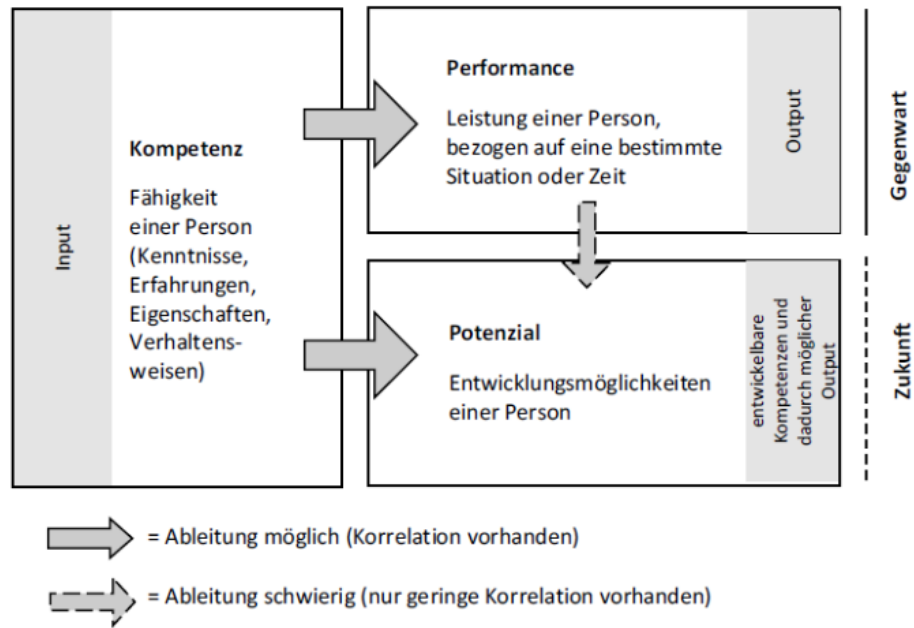 Input
Kompetenz
Fähigkeit
einer Person
(Kenntnisse,
Erfahrungen,
Eigenschaften,
Verhaltens-
weisen)
Performance
Leistung einer Person,
bezogen auf eine bestimmte
Situation oder Zeit
Output
Gegenwart
Potenzial
Entwicklungsmöglichkeiten
einer Person
entwickelbare
Kompetenzen und
dadurch möglicher
Output
Zukunft
= Ableitung möglich (Korrelation vorhanden)
= Ableitung schwierig (nur geringe Korrelation vorhanden)